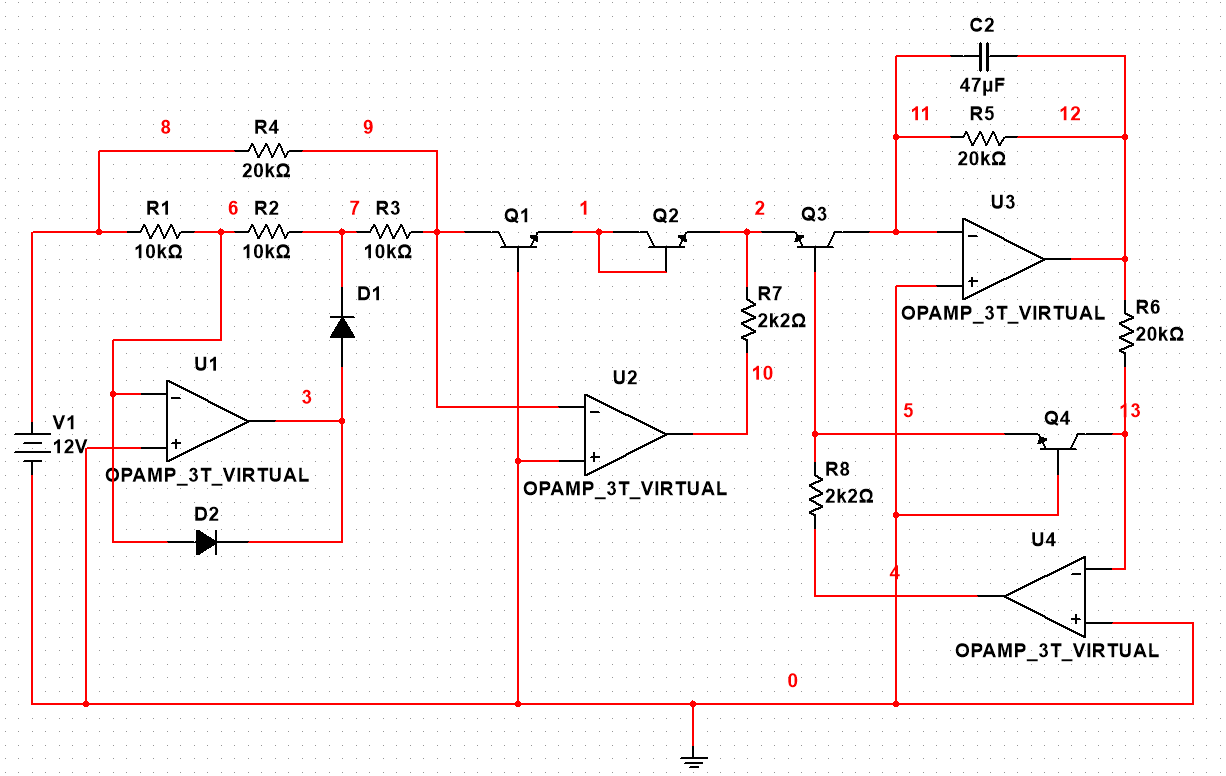 C2
47µF
8
R4
9
20kΩ
11
R5
12
20kΩ
R1
6
R2
7
R3
10kΩ
10kΩ
10kΩ
Q1
1
Q2
2
Q3
U3
−
+
OPAMP_3T_VIRTUAL
D1
R7
2k2Ω
R6
20kΩ
U1
−
+
3
OPAMP_3T_VIRTUAL
V1
12V
U2
−
+
10
OPAMP_3T_VIRTUAL
5
Q4
13
R8
2k2Ω
D2
U4
−
+
4
OPAMP_3T_VIRTUAL
0